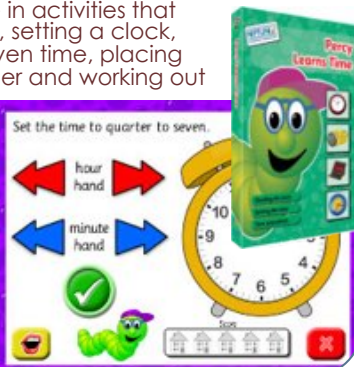 in activities that
, setting a clock,
ven time, placing
er and working out
Percy
Learns Time
Set the time to quarter to seven.
hour
hand
minute
hand
10
9
8
7
6
5
4